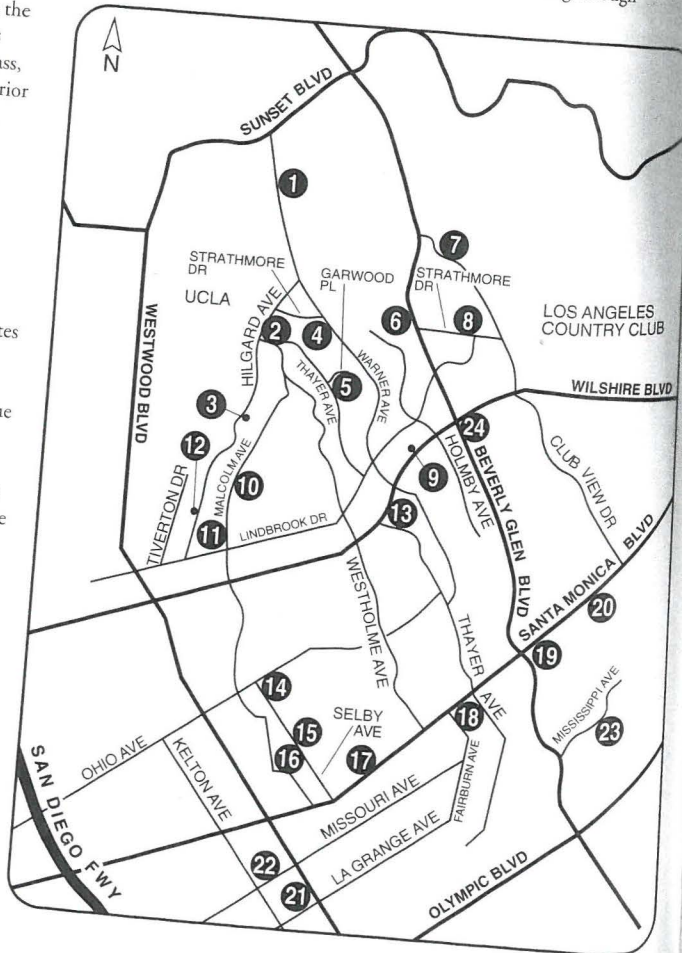 the
ass,
rior
tes
ue
e
N
SUNSET BLVD
1
7
STRATHMORE
DR
GARWOOD
PL
STRATHMORE
DR
UCLA
HILGARD AVE
2
4
6
8
LOS ANGELES
COUNTRY CLUB
WESTWOOD BLVD
THAYER AVE
5
WARNER AVE
WILSHIRE BLVD
3
24
12
HOLMBY AVE
BEVERLY GLEN BLVD
CLUB VIEW DR
9
TIVERTON DR
MALCOLM AVE
10
13
11
LINDBROOK DR
SANTA MONICA BLVD
20
WESTHOLME AVE
THAYER AVE
19
14
MISSISSIPPI AVE
23
15
SELBY
AVE
18
OHIO AVE
16
17
KELTON AVE
SAN DIEGO FWY
MISSOURI AVE
FAIRBURN AVE
LA GRANGE AVE
22
21
OLYMPIC BLVD